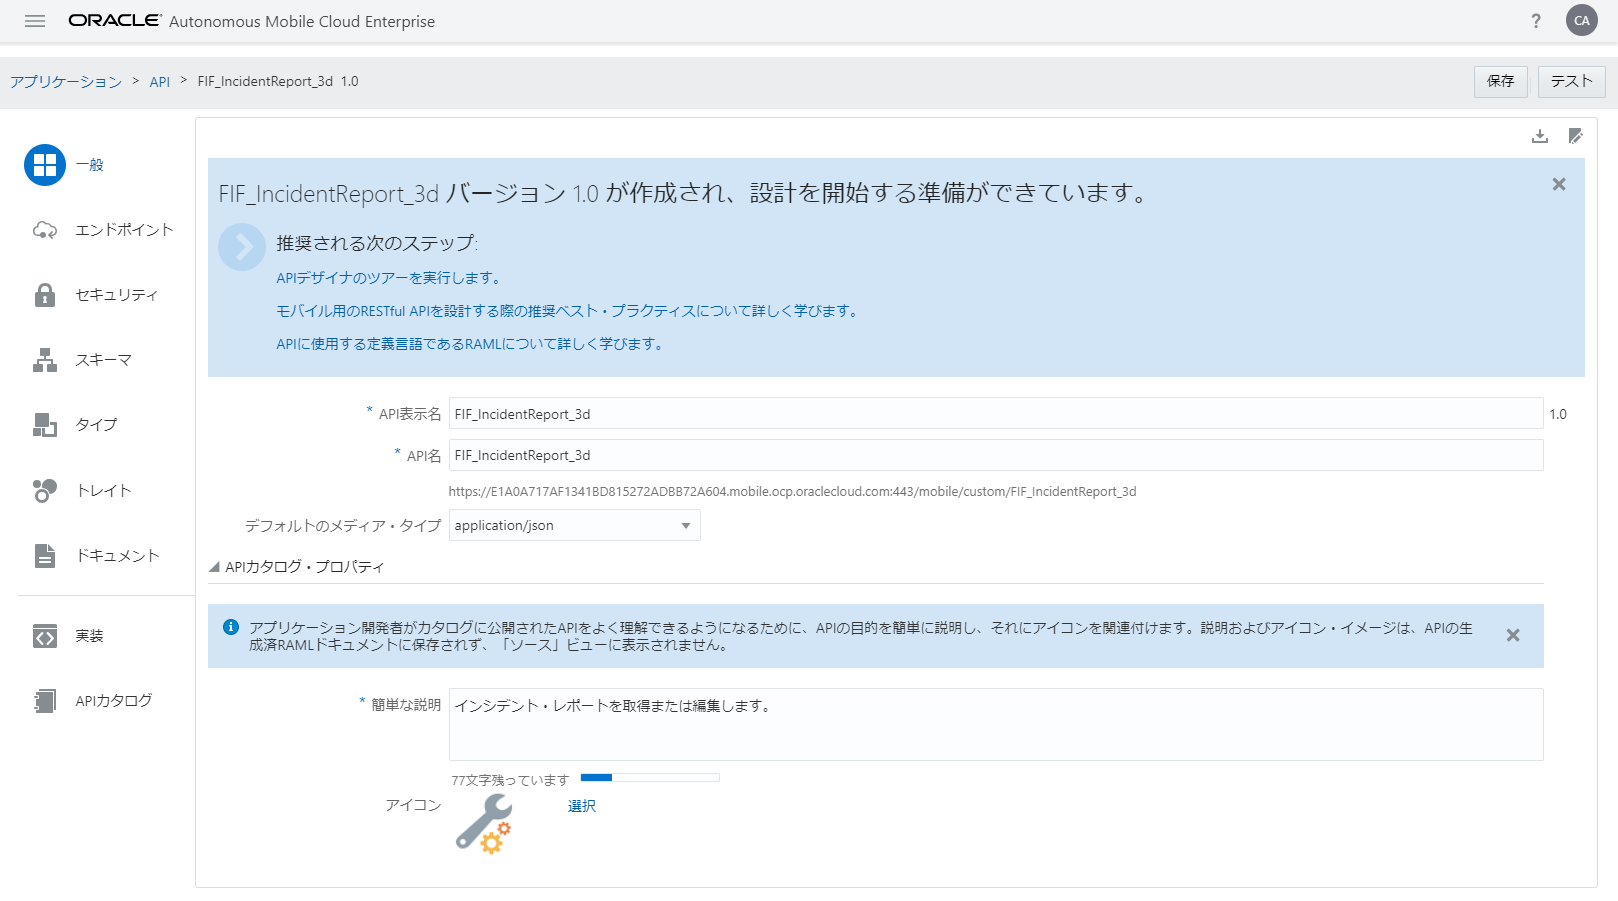 ORACLE Autonomous Mobile Cloud Enterprise
?
CA
アプリケーション > API > FIF_IncidentReport_3d 1.0
保存
テスト
一般
エンドポイント
セキュリティ
スキーマ
タイプ
トレイト
ドキュメント
実装
APIカタログ
FIF_IncidentReport_3d バージョン 1.0 が作成され、設計を開始する準備ができています。
推奨される次のステップ:
APIデザイナのツアーを実行します。
モバイル用のRESTful APIを設計する際の推奨ベスト・プラクティスについて詳しく学びます。
APIに使用する定義言語であるRAMLについて詳しく学びます。
* API表示名 FIF_IncidentReport_3d 1.0
* API名 FIF_IncidentReport_3d
https://E1A0A717AF1341BD815272ADBB72A604.mobile.ocp.oraclecloud.com:443/mobile/custom/FIF_IncidentReport_3d
デフォルトのメディア・タイプ application/json
APIカタログ・プロパティ
アプリケーション開発者がカタログに公開されたAPIをよく理解できるようになるために、APIの目的を簡単に説明し、それにアイコンを関連付けます。説明およびアイコン・イメージは、APIの生
成済RAMLドキュメントに保存されず、「ソース」ビューに表示されません。
* 簡単な説明 インシデント・レポートを取得または編集します。
77文字残っています
アイコン 選択